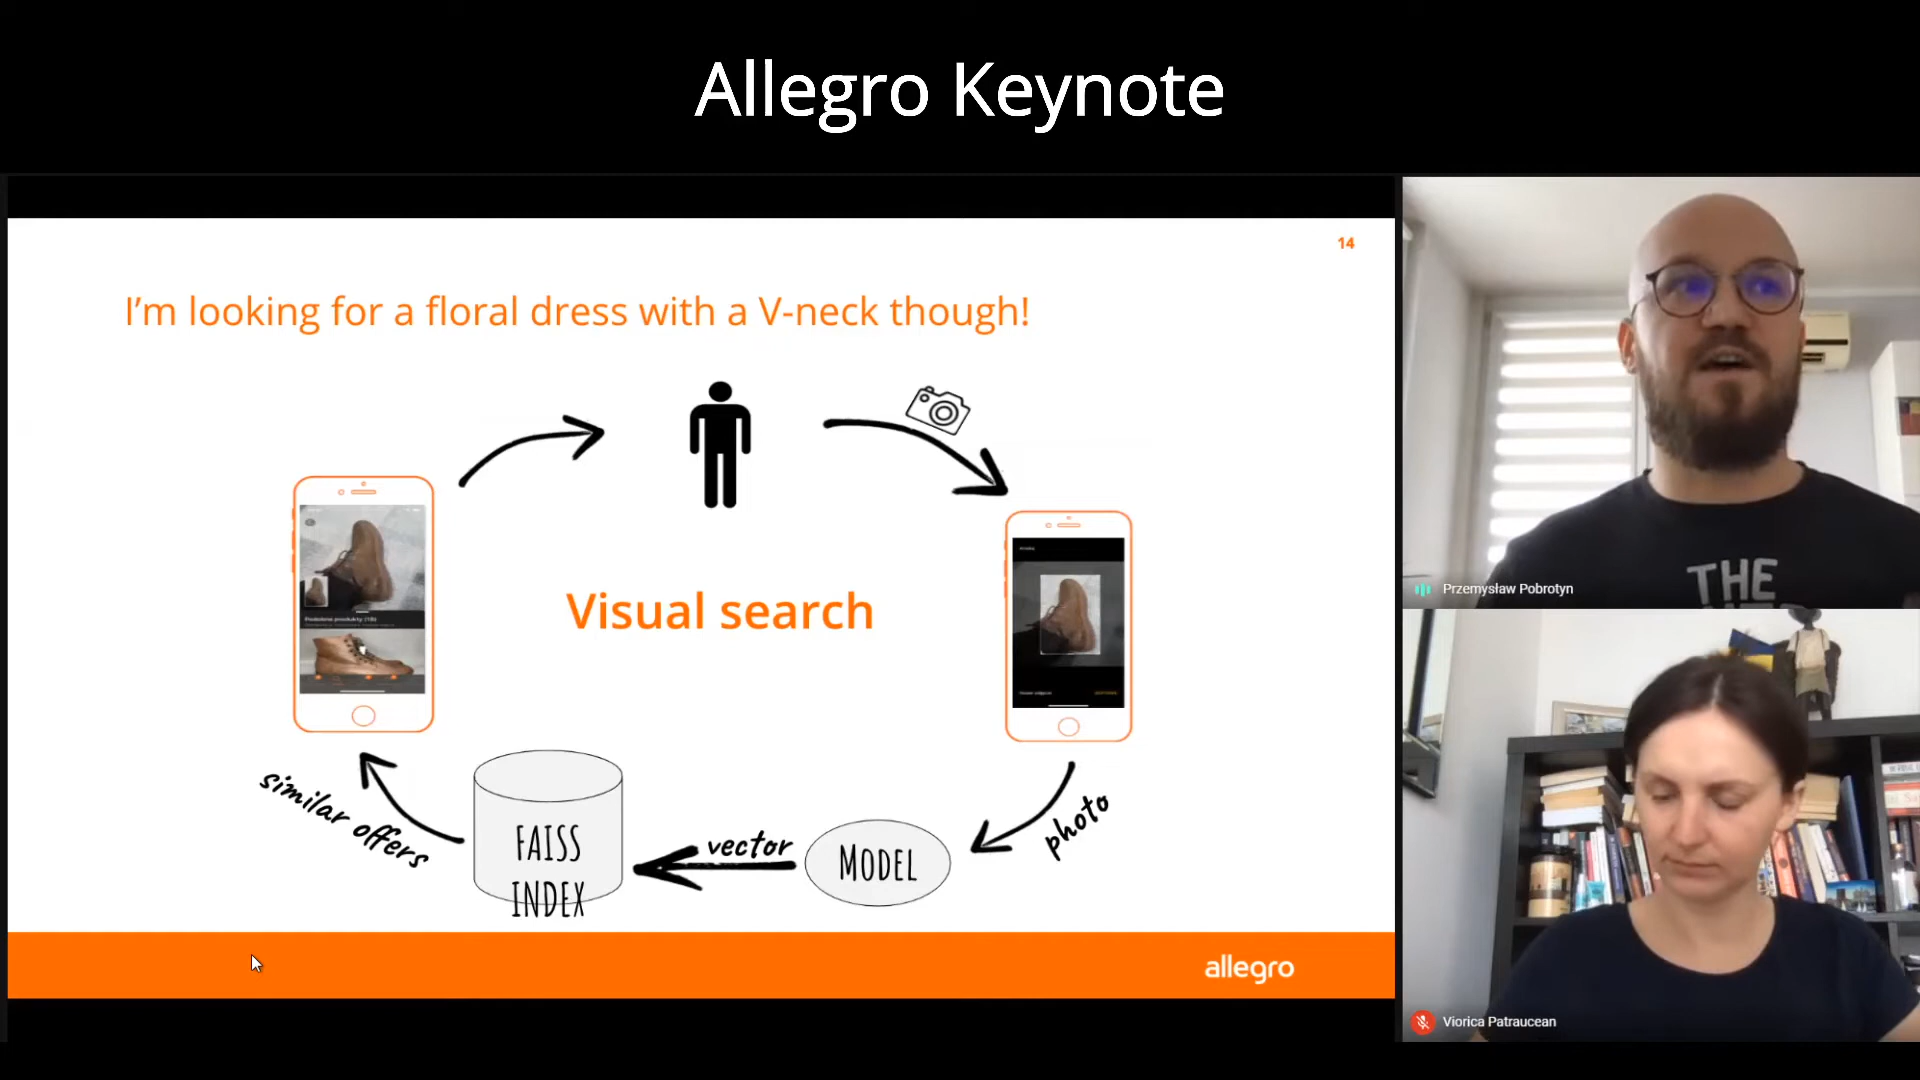 Allegro Keynote
14
I'm looking for a floral dress with a V-neck though!
Visual search
similar offers
FAISS
INDEX
vector
MODEL
photo
allegro
THE
Przemysław Pobrotyn
Viorica Patraucean